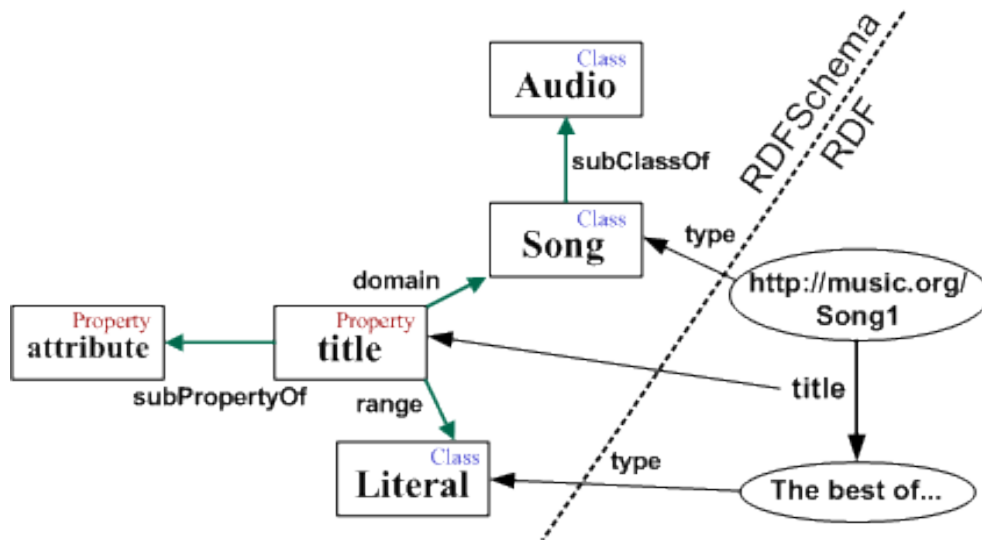 Class
Audio
RDFSchema
RDF
subClassOf
Class
Song
type
domain
http://music.org/
Song1
Property
attribute
Property
title
subPropertyOf
range
title
Class
Literal
type
The best of...